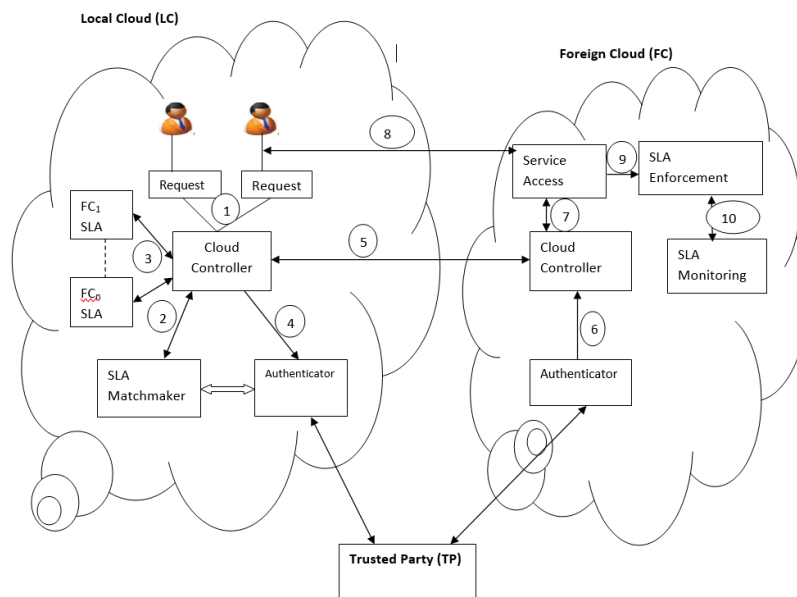 Local Cloud (LC)
Foreign Cloud (FC)
8
Service
Access
9
SLA
Enforcement
Request
Request
1
FC1
SLA
7
10
3
Cloud
Controller
5
Cloud
Controller
SLA
Monitoring
FCn
SLA
2
4
6
SLA
Matchmaker
Authenticator
Authenticator
Trusted Party (TP)